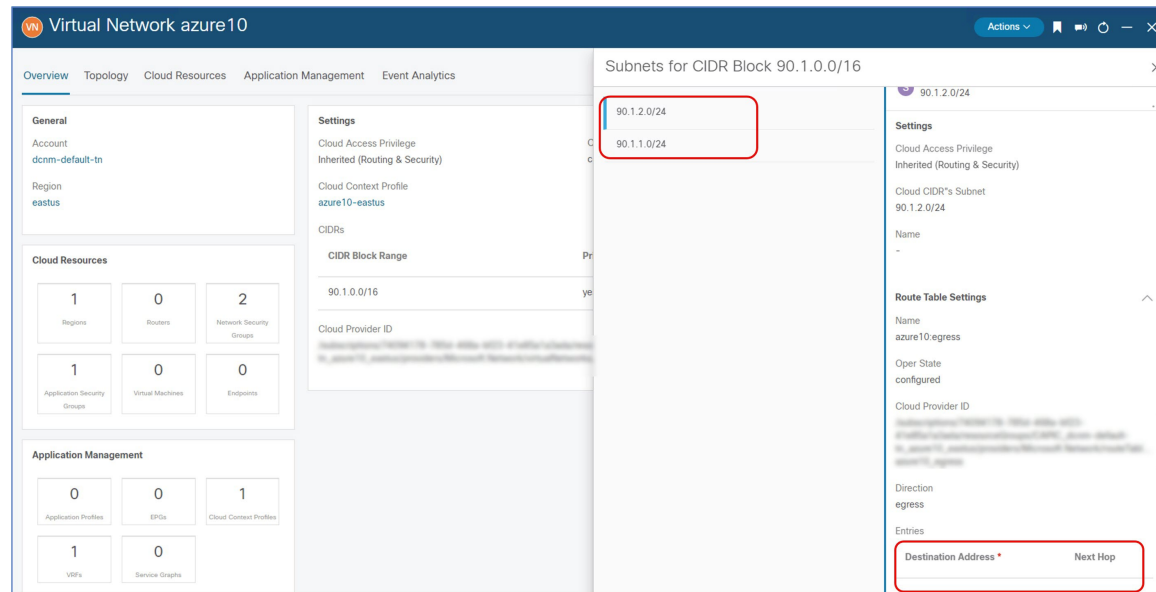 VN Virtual Network azure10
Actions
Overview Topology Cloud Resources Application Management Event Analytics
General
Account
dcnm-default-tn
Region
eastus
Cloud Resources
1 0 2
Regions Routers Network Security Groups
1 0 0
Application Security Groups Virtual Machines Endpoints
Application Management
0 0 1
Application Profiles EPGs Cloud Context Profiles
1 0
VRFs Service Graphs
Settings
Cloud Access Privilege
Inherited (Routing & Security)
Cloud Context Profile
azure10-eastus
CIDRs
CIDR Block Range Pr
90.1.0.0/16 ye
Cloud Provider ID
Subnets for CIDR Block 90.1.0.0/16
90.1.2.0/24
90.1.1.0/24
S 90.1.2.0/24
Settings
Cloud Access Privilege
Inherited (Routing & Security)
Cloud CIDR"s Subnet
90.1.2.0/24
Name
-
Route Table Settings
Name
azure10:egress
Oper State
configured
Cloud Provider ID
Direction
egress
Entries
Destination Address * Next Hop